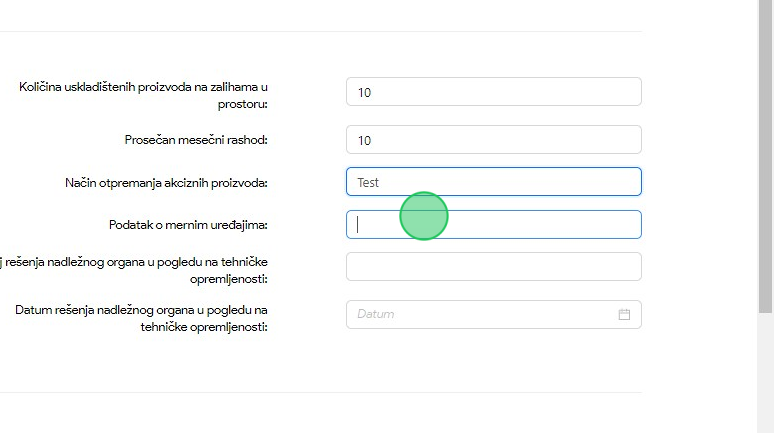 Količina uskladištenih proizvoda na zalihama u
prostoru:
10
Prosečan mesečni rashod:
10
Način otpremanja akciznih proizvoda:
Test
Podatak o mernim uređajima:
rešenja nadležnog organa u pogledu na tehničke
opremljenosti:
Datum rešenja nadležnog organa u pogledu na
tehničke opremljenosti:
Datum